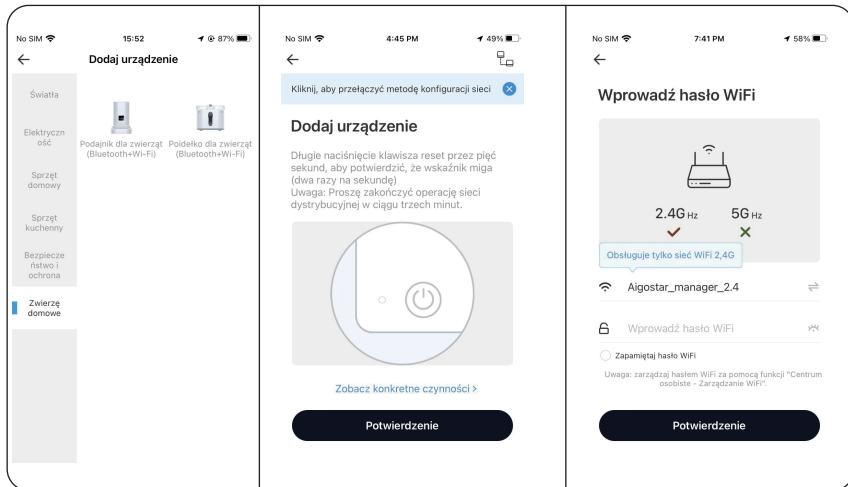 No SIM 15:52 87%
Dodaj urządzenie
Światła
Elektryczn
ość
Sprzęt
domowy
Sprzęt
kuchenny
Bezpiecze
ństwo i
ochrona
Zwierzę
domowe
Podajnik dla zwierząt
(Bluetooth+Wi-Fi)
Poidełko dla zwierząt
(Bluetooth+Wi-Fi)
No SIM 4:45 PM 49%
Kliknij, aby przełączyć metodę konfiguracji sieci
Dodaj urządzenie
Długie naciśnięcie klawisza reset przez pięć
sekund, aby potwierdzić, że wskaźnik miga
(dwa razy na sekundę)
Uwaga: Proszę zakończyć operację sieci
dystrybucyjnej w ciągu trzech minut.
Zobacz konkretne czynności >
Potwierdzenie
No SIM 7:41 PM 58%
Wprowadź hasło WiFi
2.4G Hz 5G Hz
Obsługuje tylko sieć WiFi 2,4G
Aigostar_manager_2.4
Wprowadź hasło WiFi
Zapamiętaj hasło WiFi
Uwaga: zarządzaj hasłem WiFi za pomocą funkcji "Centrum
osobiste - Zarządzanie WiFi".
Potwierdzenie